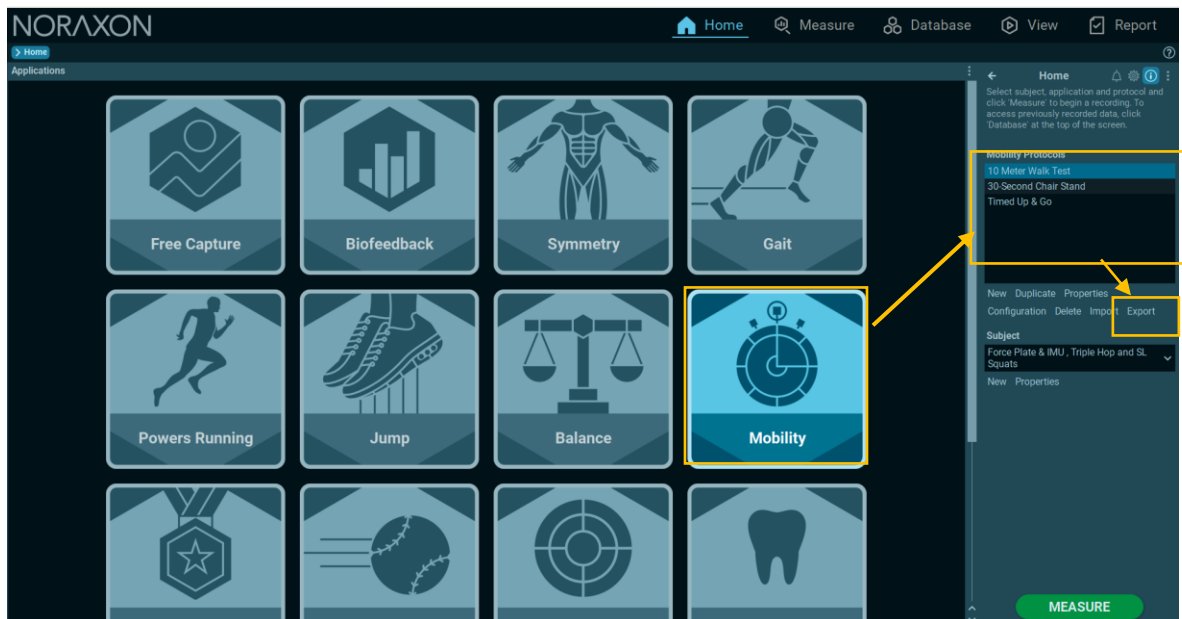 NORAXON
Home
Measure
Database
View
Report
> Home
Applications
Home
Select subject, application and protocol and
click 'Measure' to begin a recording. To
access previously recorded data, click
'Database' at the top of the screen.
Mobility Protocols
10 Meter Walk Test
30-Second Chair Stand
Timed Up & Go
New Duplicate Properties
Configuration Delete Import Export
Subject
Force Plate & IMU , Triple Hop and SL
Squats
New Properties
MEASURE
Free Capture
Biofeedback
Symmetry
Gait
Powers Running
Jump
Balance
Mobility